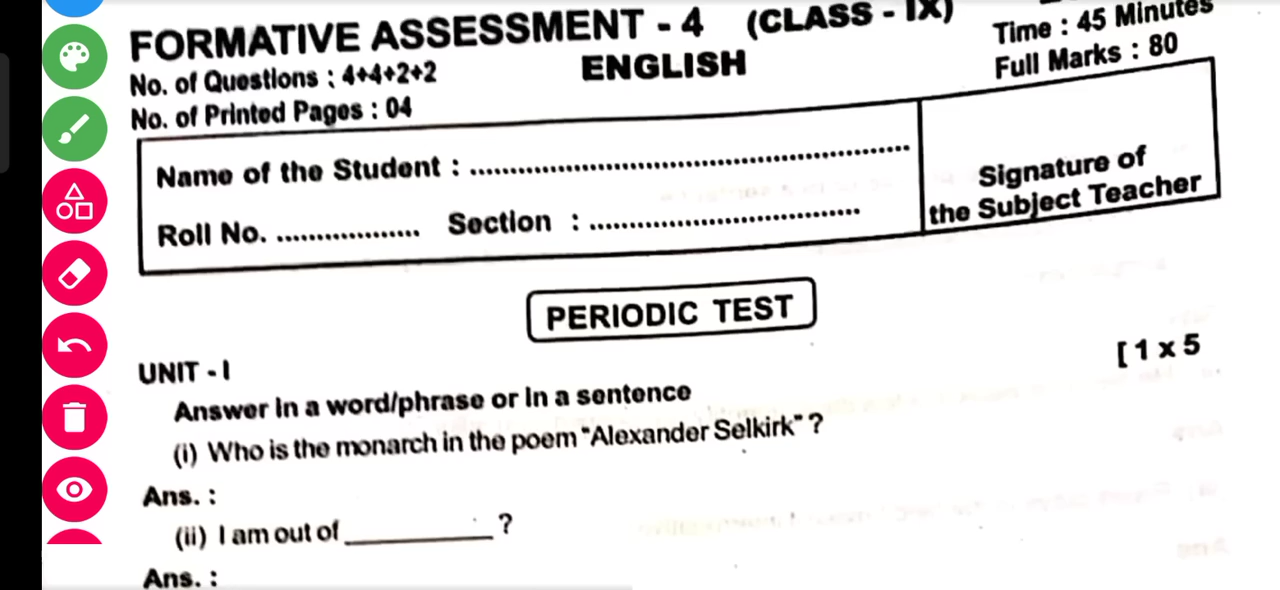 FORMATIVE ASSESSMENT - 4 (CLASS - IX)
No. of Questions : 4+4+2+2
ENGLISH
Time : 45 Minutes
No. of Printed Pages : 04
Full Marks : 80
Name of the Student : ..................................................
Roll No. .................. Section : ..................................
Signature of
the Subject Teacher
PERIODIC TEST
UNIT - I
[ 1 x 5
Answer in a word/phrase or in a sentence
(i) Who is the monarch in the poem "Alexander Selkirk" ?
Ans. :
(ii) I am out of __________ ?
Ans. :